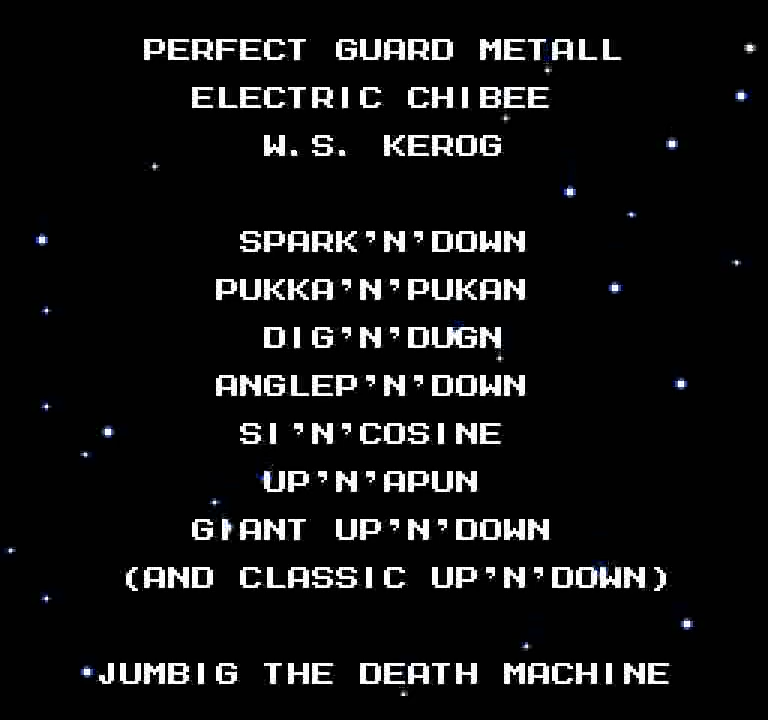 PERFECT GUARD METALL
ELECTRIC CHIBEE
W.S. KEROG
SPARK'N'DOWN
PUKKA'N'PUKAN
DIG'N'DUGN
ANGLEP'N'DOWN
SI'N'COSINE
UP'N'APUN
GIANT UP'N'DOWN
(AND CLASSIC UP'N'DOWN)
JUMBIG THE DEATH MACHINE